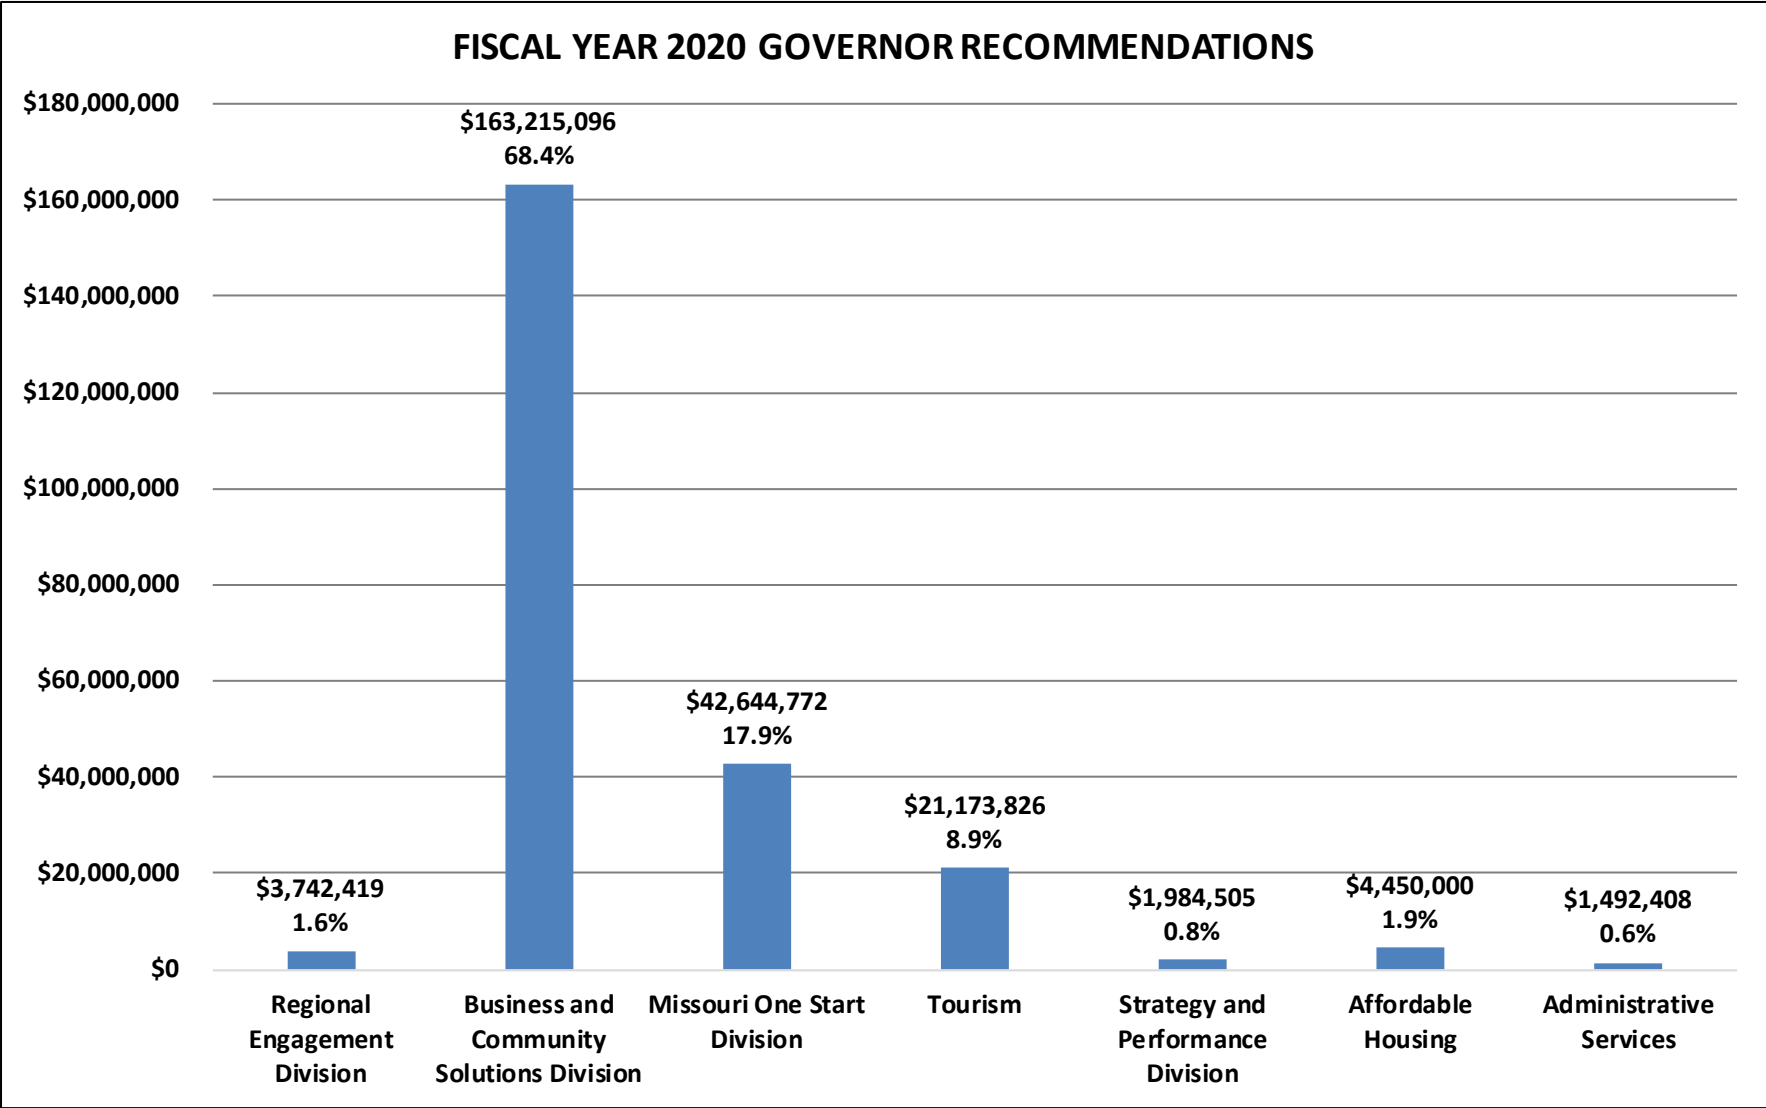 FISCAL YEAR 2020 GOVERNOR RECOMMENDATIONS
$180,000,000
$160,000,000
$140,000,000
$120,000,000
$100,000,000
$80,000,000
$60,000,000
$40,000,000
$20,000,000
$0
$3,742,419
1.6%
$163,215,096
68.4%
$42,644,772
17.9%
$21,173,826
8.9%
$1,984,505
0.8%
$4,450,000
1.9%
$1,492,408
0.6%
Regional
Engagement
Division
Business and
Community
Solutions Division
Missouri One Start
Division
Tourism
Strategy and
Performance
Division
Affordable
Housing
Administrative
Services